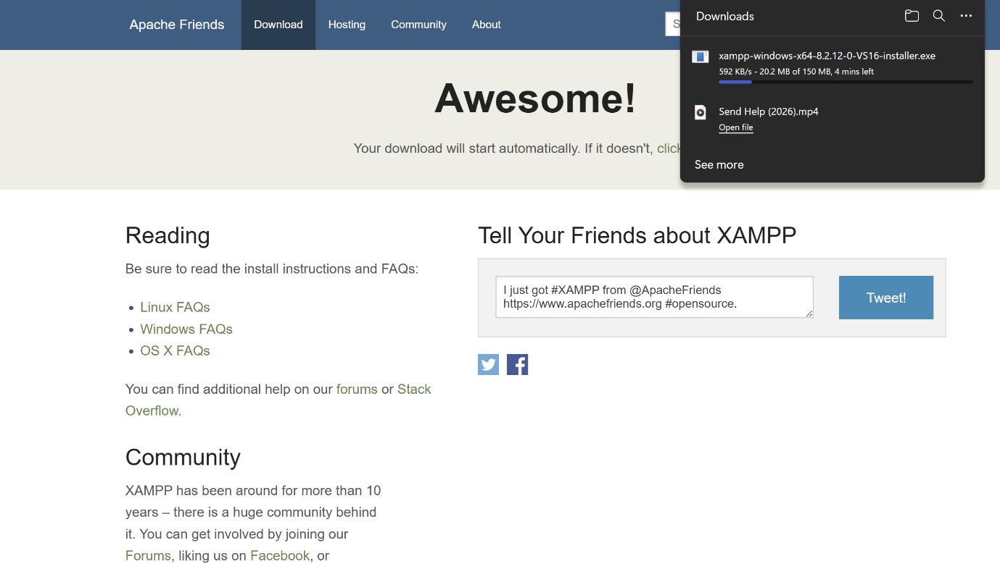 Apache Friends
Download
Hosting
Community
About
S
Downloads
xampp-windows-x64-8.2.12-0-VS16-installer.exe
592 KB/s - 20.2 MB of 150 MB, 4 mins left
Send Help (2026).mp4
Open file
See more
Awesome!
Your download will start automatically. If it doesn't, click
Reading
Be sure to read the install instructions and FAQs:
Linux FAQs
Windows FAQs
OS X FAQs
You can find additional help on our forums or Stack
Overflow.
Community
XAMPP has been around for more than 10
years – there is a huge community behind
it. You can get involved by joining our
Forums, liking us on Facebook, or
Tell Your Friends about XAMPP
I just got #XAMPP from @ApacheFriends
https://www.apachefriends.org #opensource.
Tweet!